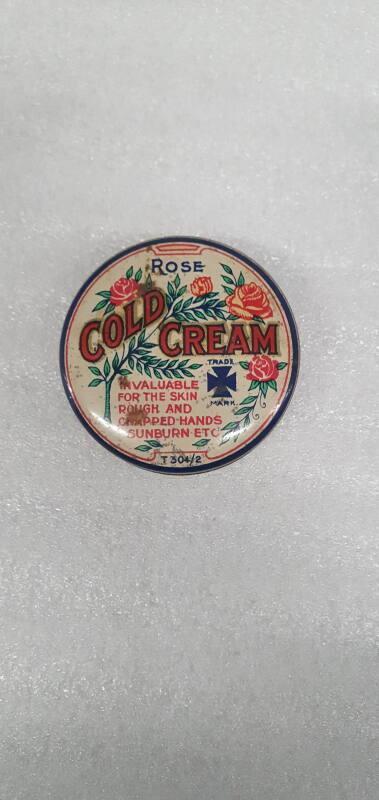 ROSE
COLD CREAM
TRADE
MARK
INVALUABLE
FOR THE SKIN
ROUGH AND
CHAPPED HANDS
SUNBURN ETC
T 304/2